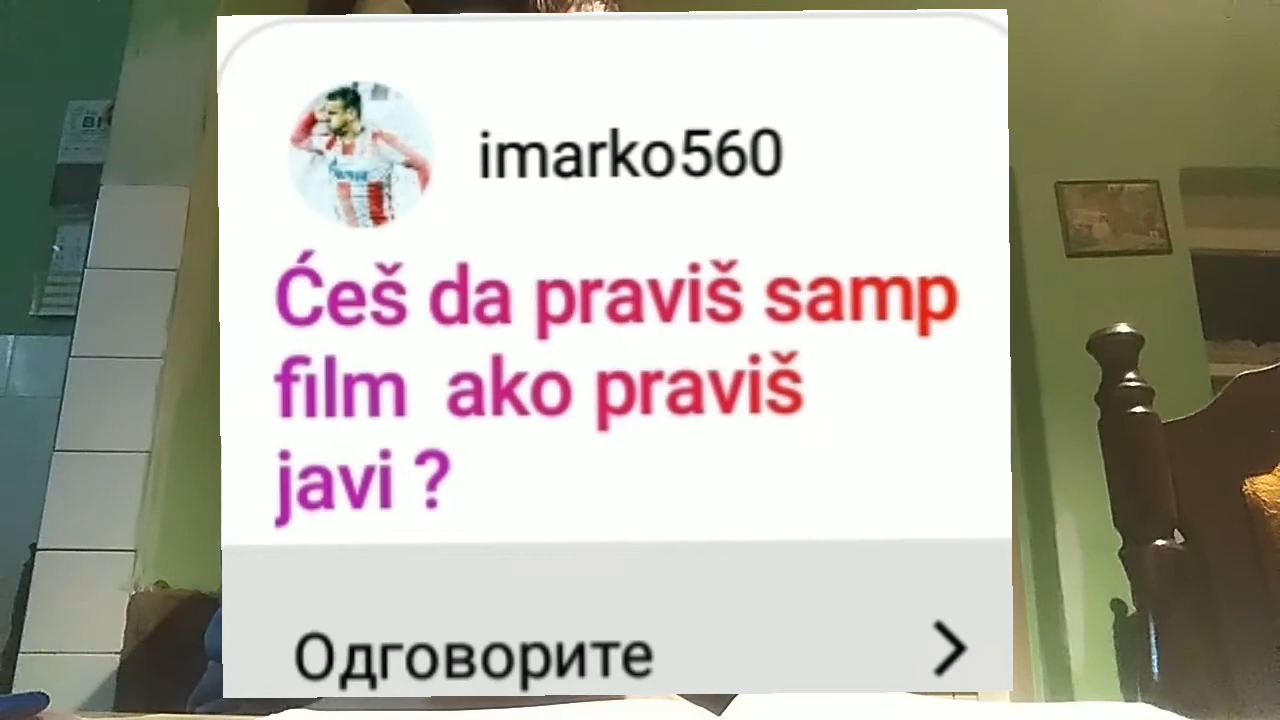 imarko560
Ćeš da praviš samp
film ako praviš
javi ?
Одговорите